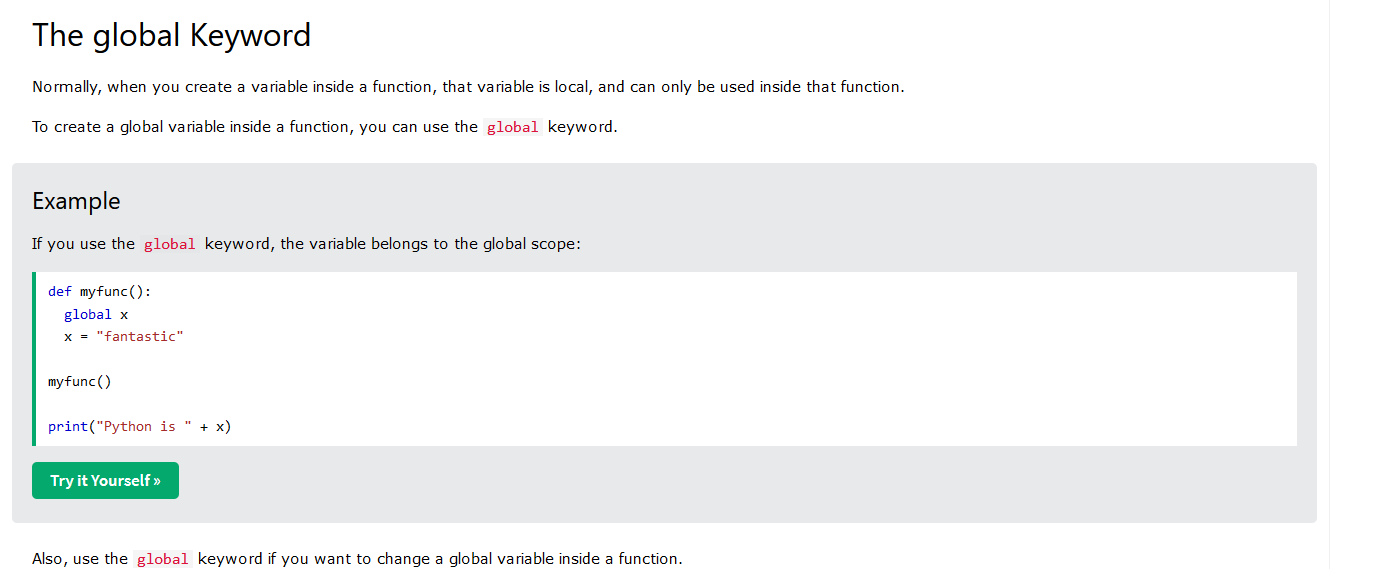 The global Keyword
Normally, when you create a variable inside a function, that variable is local, and can only be used inside that function.
To create a global variable inside a function, you can use the global keyword.
Example
If you use the global keyword, the variable belongs to the global scope:
def myfunc():
  global x
  x = "fantastic"
myfunc()
print("Python is " + x)
Try it Yourself »
Also, use the global keyword if you want to change a global variable inside a function.